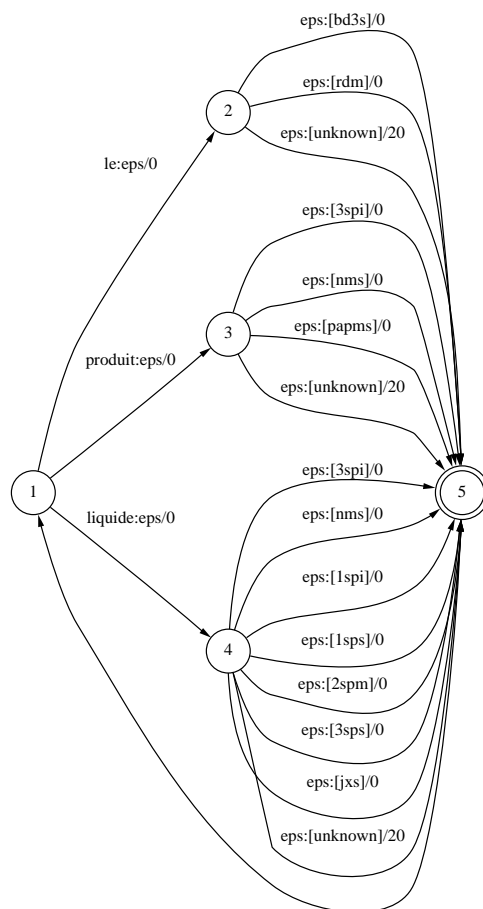 eps:[bd3s]/0
2
eps:[rdm]/0
eps:[unknown]/20
le:eps/0
eps:[3spi]/0
eps:[nms]/0
3
eps:[papms]/0
produit:eps/0
eps:[unknown]/20
eps:[3spi]/0
1
5
liquide:eps/0
eps:[nms]/0
eps:[1spi]/0
eps:[1sps]/0
4
eps:[2spm]/0
eps:[3sps]/0
eps:[jxs]/0
eps:[unknown]/20